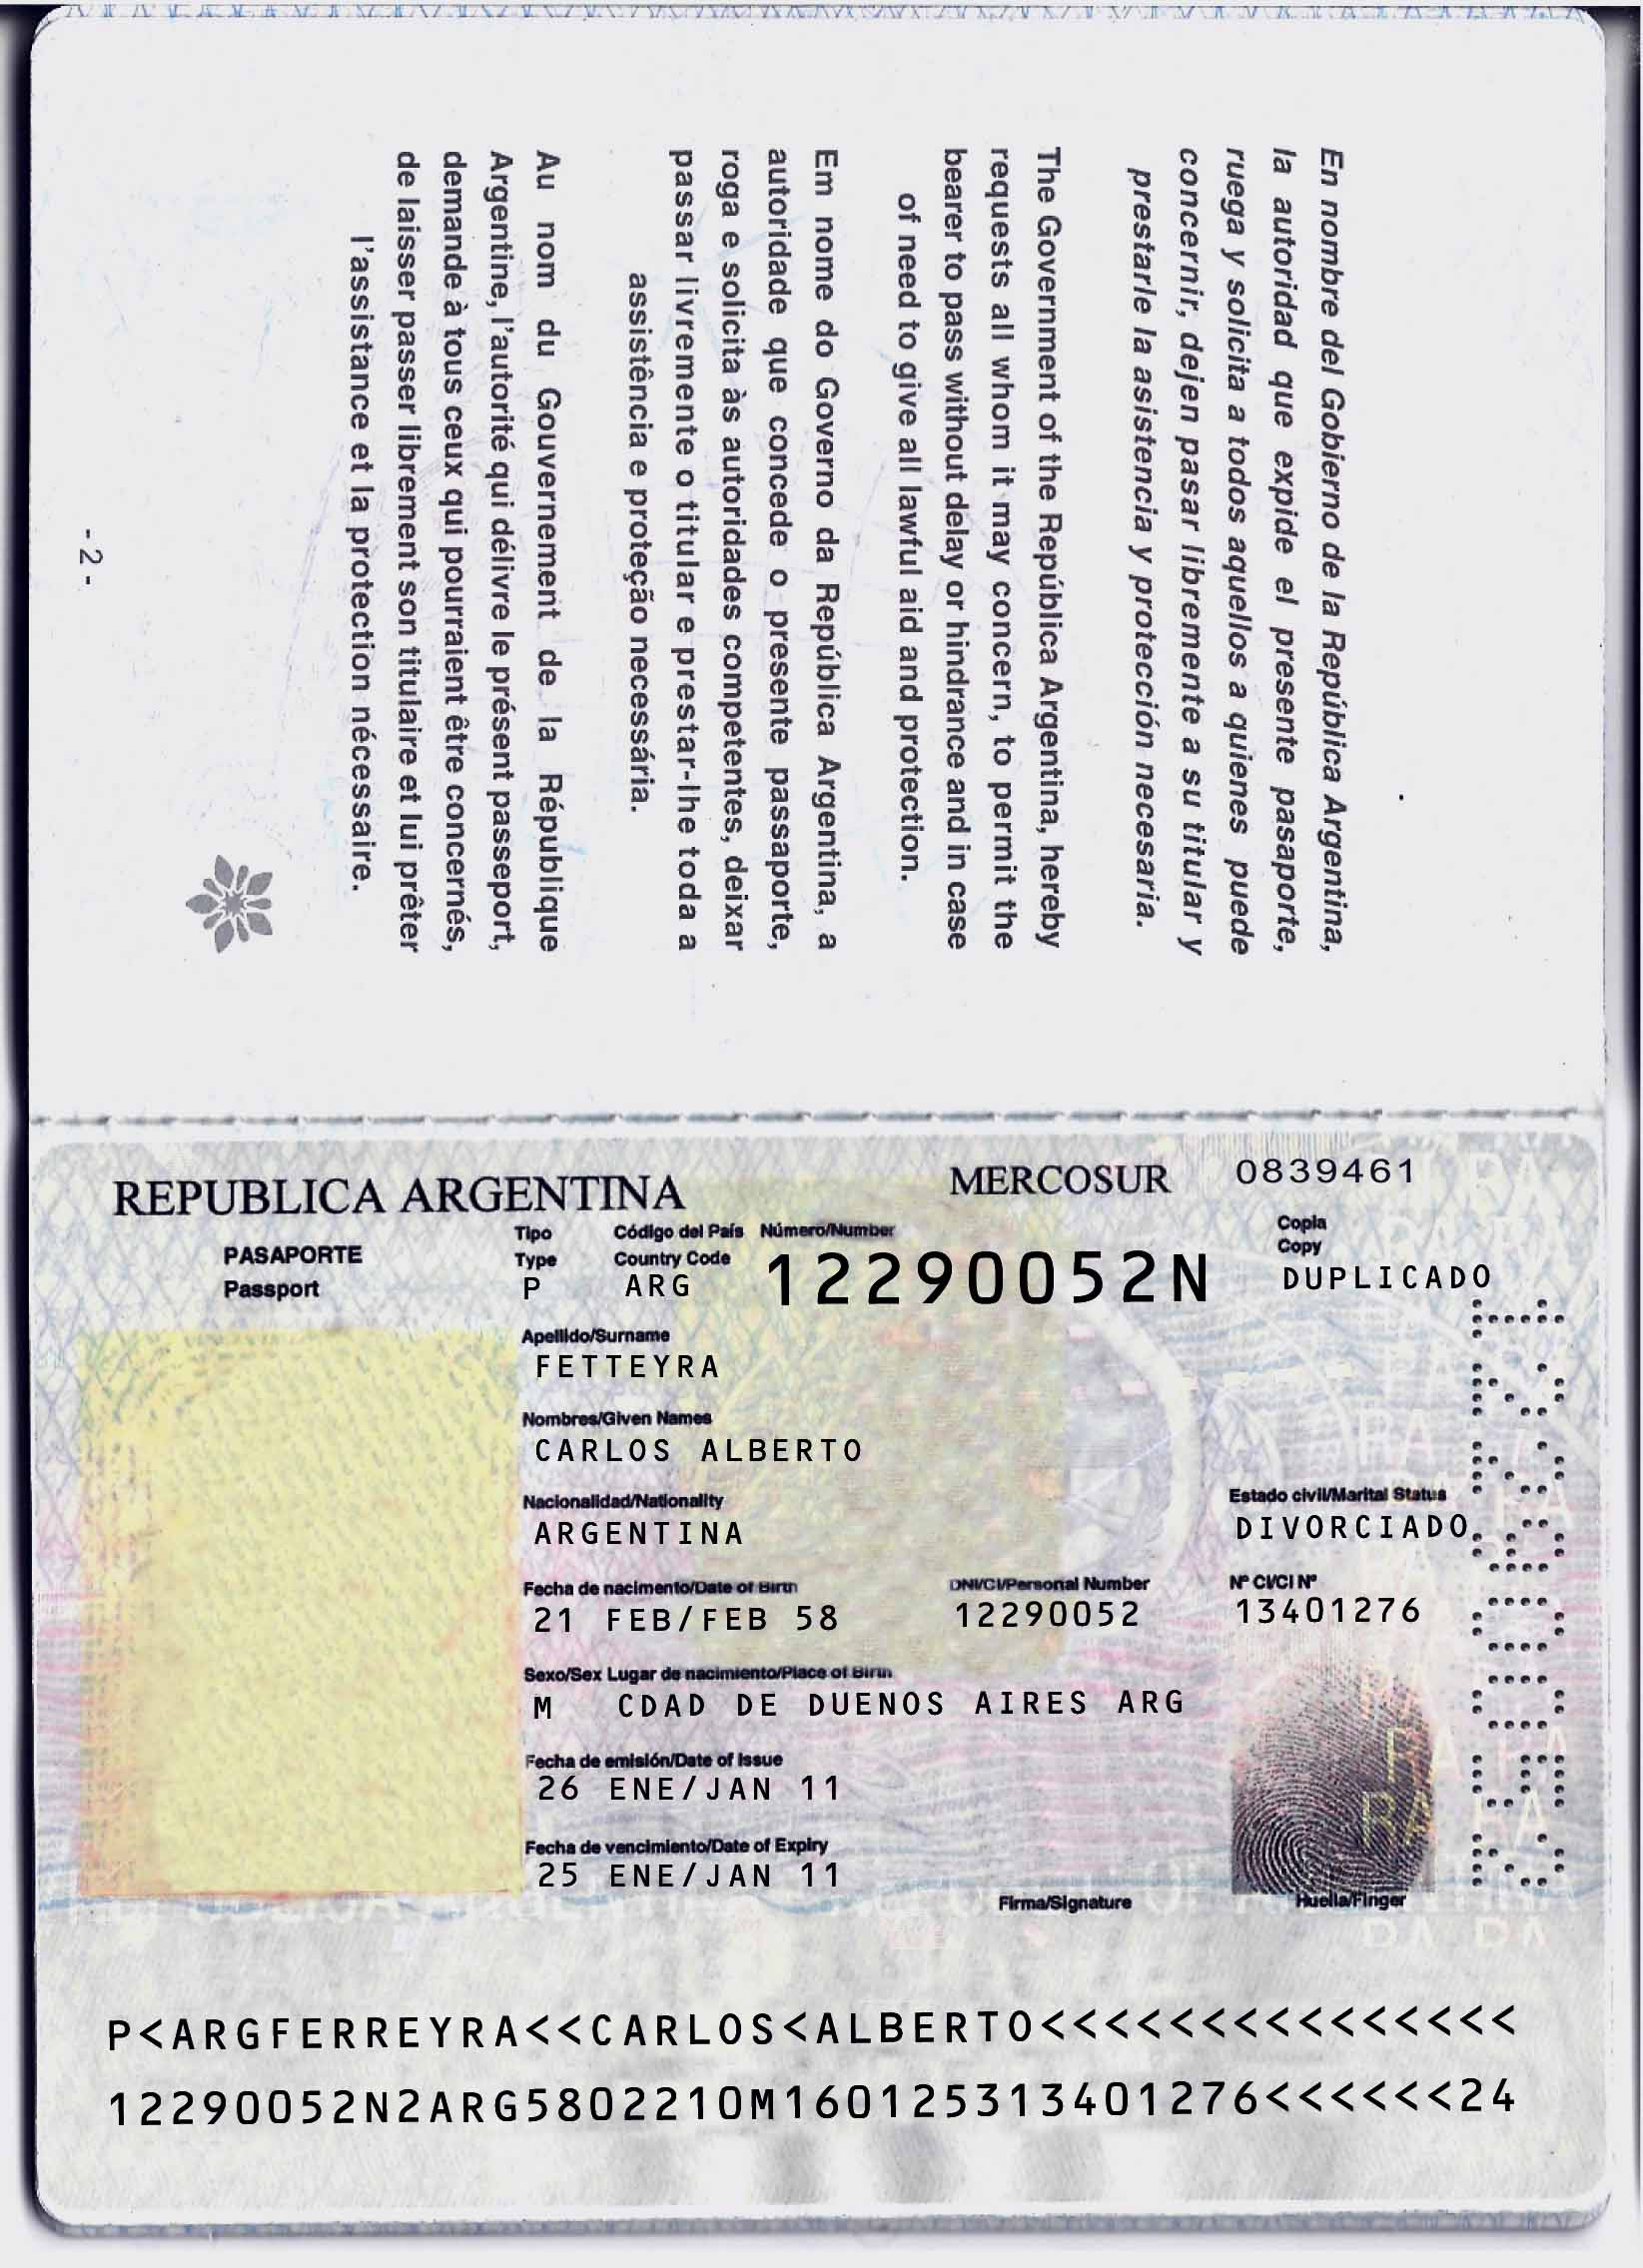 En nombre del Gobierno de la República Argentina,
la autoridad que expide el presente pasaporte,
ruega y solicita a todos aquellos a quienes puede
concernir, dejen pasar libremente a su titular y
prestarle la asistencia y protección necesaria.
The Government of the República Argentina, hereby
requests all whom it may concern, to permit the
bearer to pass without delay or hindrance and in case
of need to give all lawful aid and protection.
Em nome do Governo da República Argentina, a
autoridade que concede o presente passaporte,
roga e solicita às autoridades competentes, deixar
passar livremente o titular e prestar-lhe toda a
assistência e proteção necessária.
Au nom du Gouvernement de la République
Argentine, l'autorité qui délivre le présent passeport,
demande à tous ceux qui pourraient être concernés,
de laisser passer librement son titulaire et lui prêter
l'assistance et la protection nécessaire.
- 2 -
REPUBLICA ARGENTINA MERCOSUR 0839461
PASAPORTE
Passport
Tipo
Type
P
Código del País
Country Code
ARG
Número/Number
12290052N
Copia
Copy
DUPLICADO
Apellido/Surname
FETTEYRA
Nombres/Given Names
CARLOS ALBERTO
Nacionalidad/Nationality
ARGENTINA
Estado civil/Marital Status
DIVORCIADO
Fecha de nacimento/Date of Birth
21 FEB/FEB 58
DNI/CI/Personal Number
12290052
Nº CI/CI Nº
13401276
Sexo/Sex Lugar de nacimiento/Place of Birth
M CDAD DE DUENOS AIRES ARG
Fecha de emisión/Date of Issue
26 ENE/JAN 11
Fecha de vencimiento/Date of Expiry
25 ENE/JAN 11
Firma/Signature
Huella/Finger
P<ARGFERREYRA<<CARLOS<ALBERTO<<<<<<<<<<<<<<<
12290052N2ARG5802210M160125313401276<<<<<<24